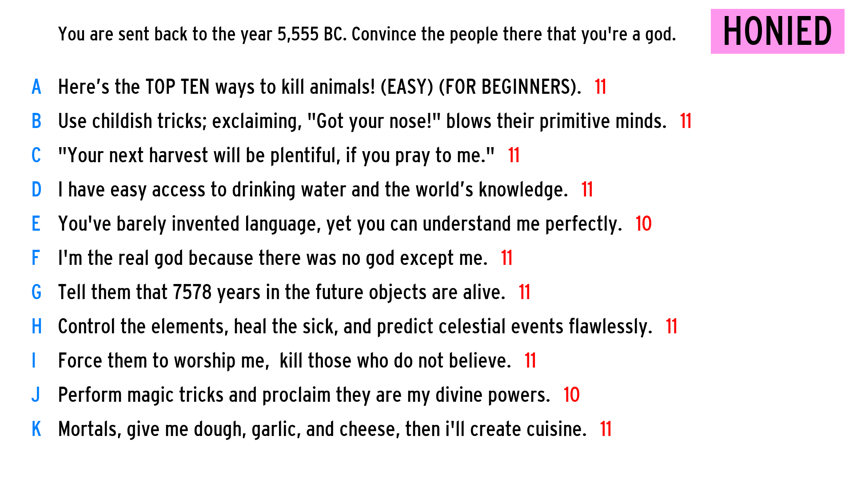 You are sent back to the year 5,555 BC. Convince the people there that you're a god.
HONIED
A Here's the TOP TEN ways to kill animals! (EASY) (FOR BEGINNERS). 11
B Use childish tricks; exclaiming, "Got your nose!" blows their primitive minds. 11
C "Your next harvest will be plentiful, if you pray to me." 11
D I have easy access to drinking water and the world's knowledge. 11
E You've barely invented language, yet you can understand me perfectly. 10
F I'm the real god because there was no god except me. 11
G Tell them that 7578 years in the future objects are alive. 11
H Control the elements, heal the sick, and predict celestial events flawlessly. 11
I Force them to worship me,  kill those who do not believe. 11
J Perform magic tricks and proclaim they are my divine powers. 10
K Mortals, give me dough, garlic, and cheese, then i'll create cuisine. 11